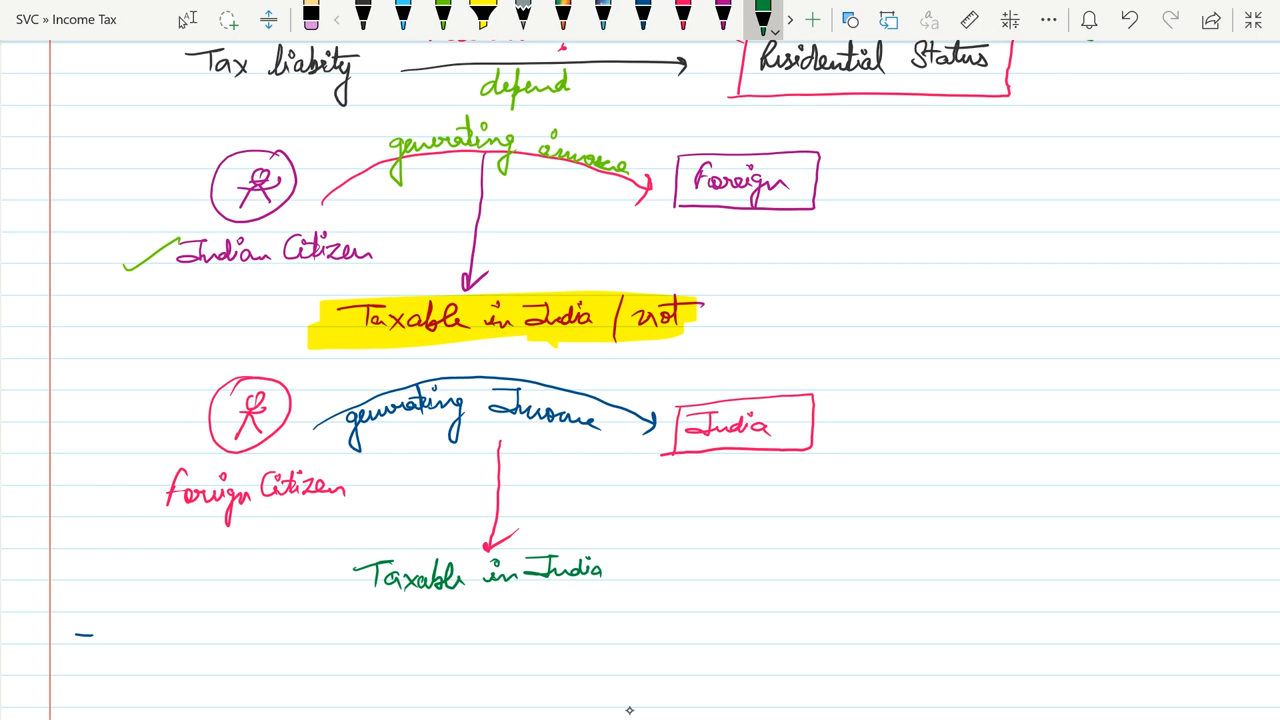 SVC » Income Tax
Tax liabity
depend
Residential Status
generating income
Foreign
Indian Citizen
Taxable in India / not
generating Income
India
Foreign Citizen
Taxable in India